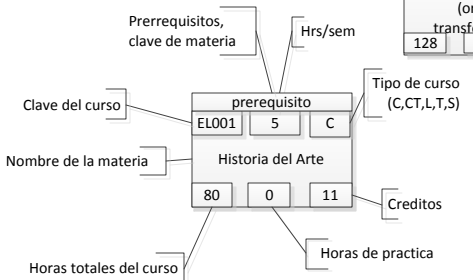 Prerrequisitos,
clave de materia
Hrs/sem
(or
transfo
128
Tipo de curso
(C,CT,L,T,S)
Clave del curso
prerequisito
EL001 5 C
Nombre de la materia
Historia del Arte
80 0 11
Creditos
Horas de practica
Horas totales del curso